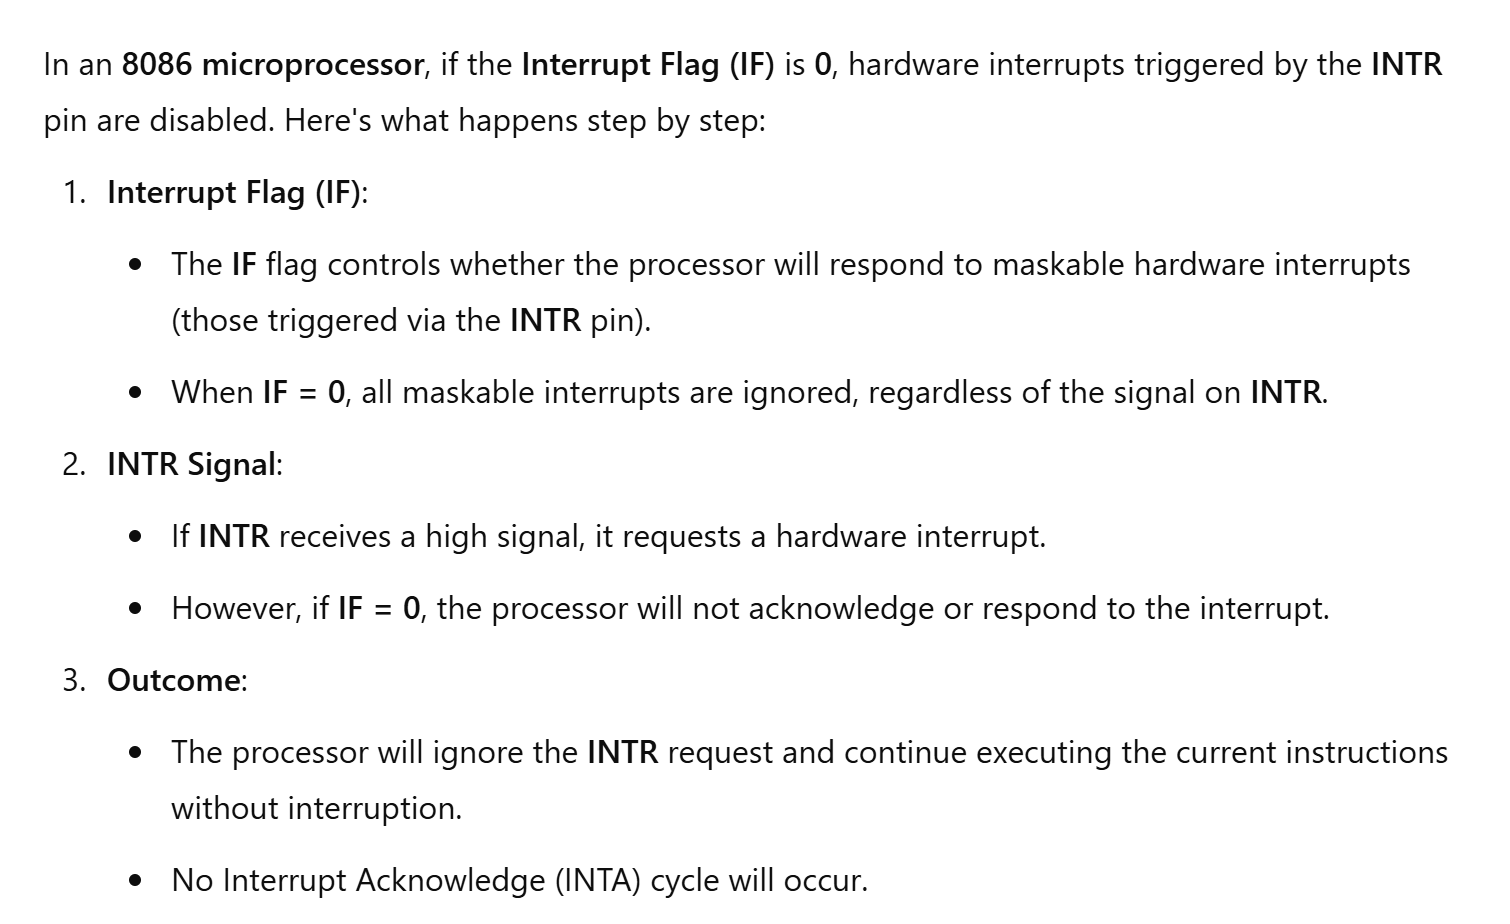 In an 8086 microprocessor, if the Interrupt Flag (IF) is 0, hardware interrupts triggered by the INTR
pin are disabled. Here's what happens step by step:
1. Interrupt Flag (IF):
• The IF flag controls whether the processor will respond to maskable hardware interrupts
(those triggered via the INTR pin).
• When IF = 0, all maskable interrupts are ignored, regardless of the signal on INTR.
2. INTR Signal:
• If INTR receives a high signal, it requests a hardware interrupt.
• However, if IF = 0, the processor will not acknowledge or respond to the interrupt.
3. Outcome:
• The processor will ignore the INTR request and continue executing the current instructions
without interruption.
• No Interrupt Acknowledge (INTA) cycle will occur.